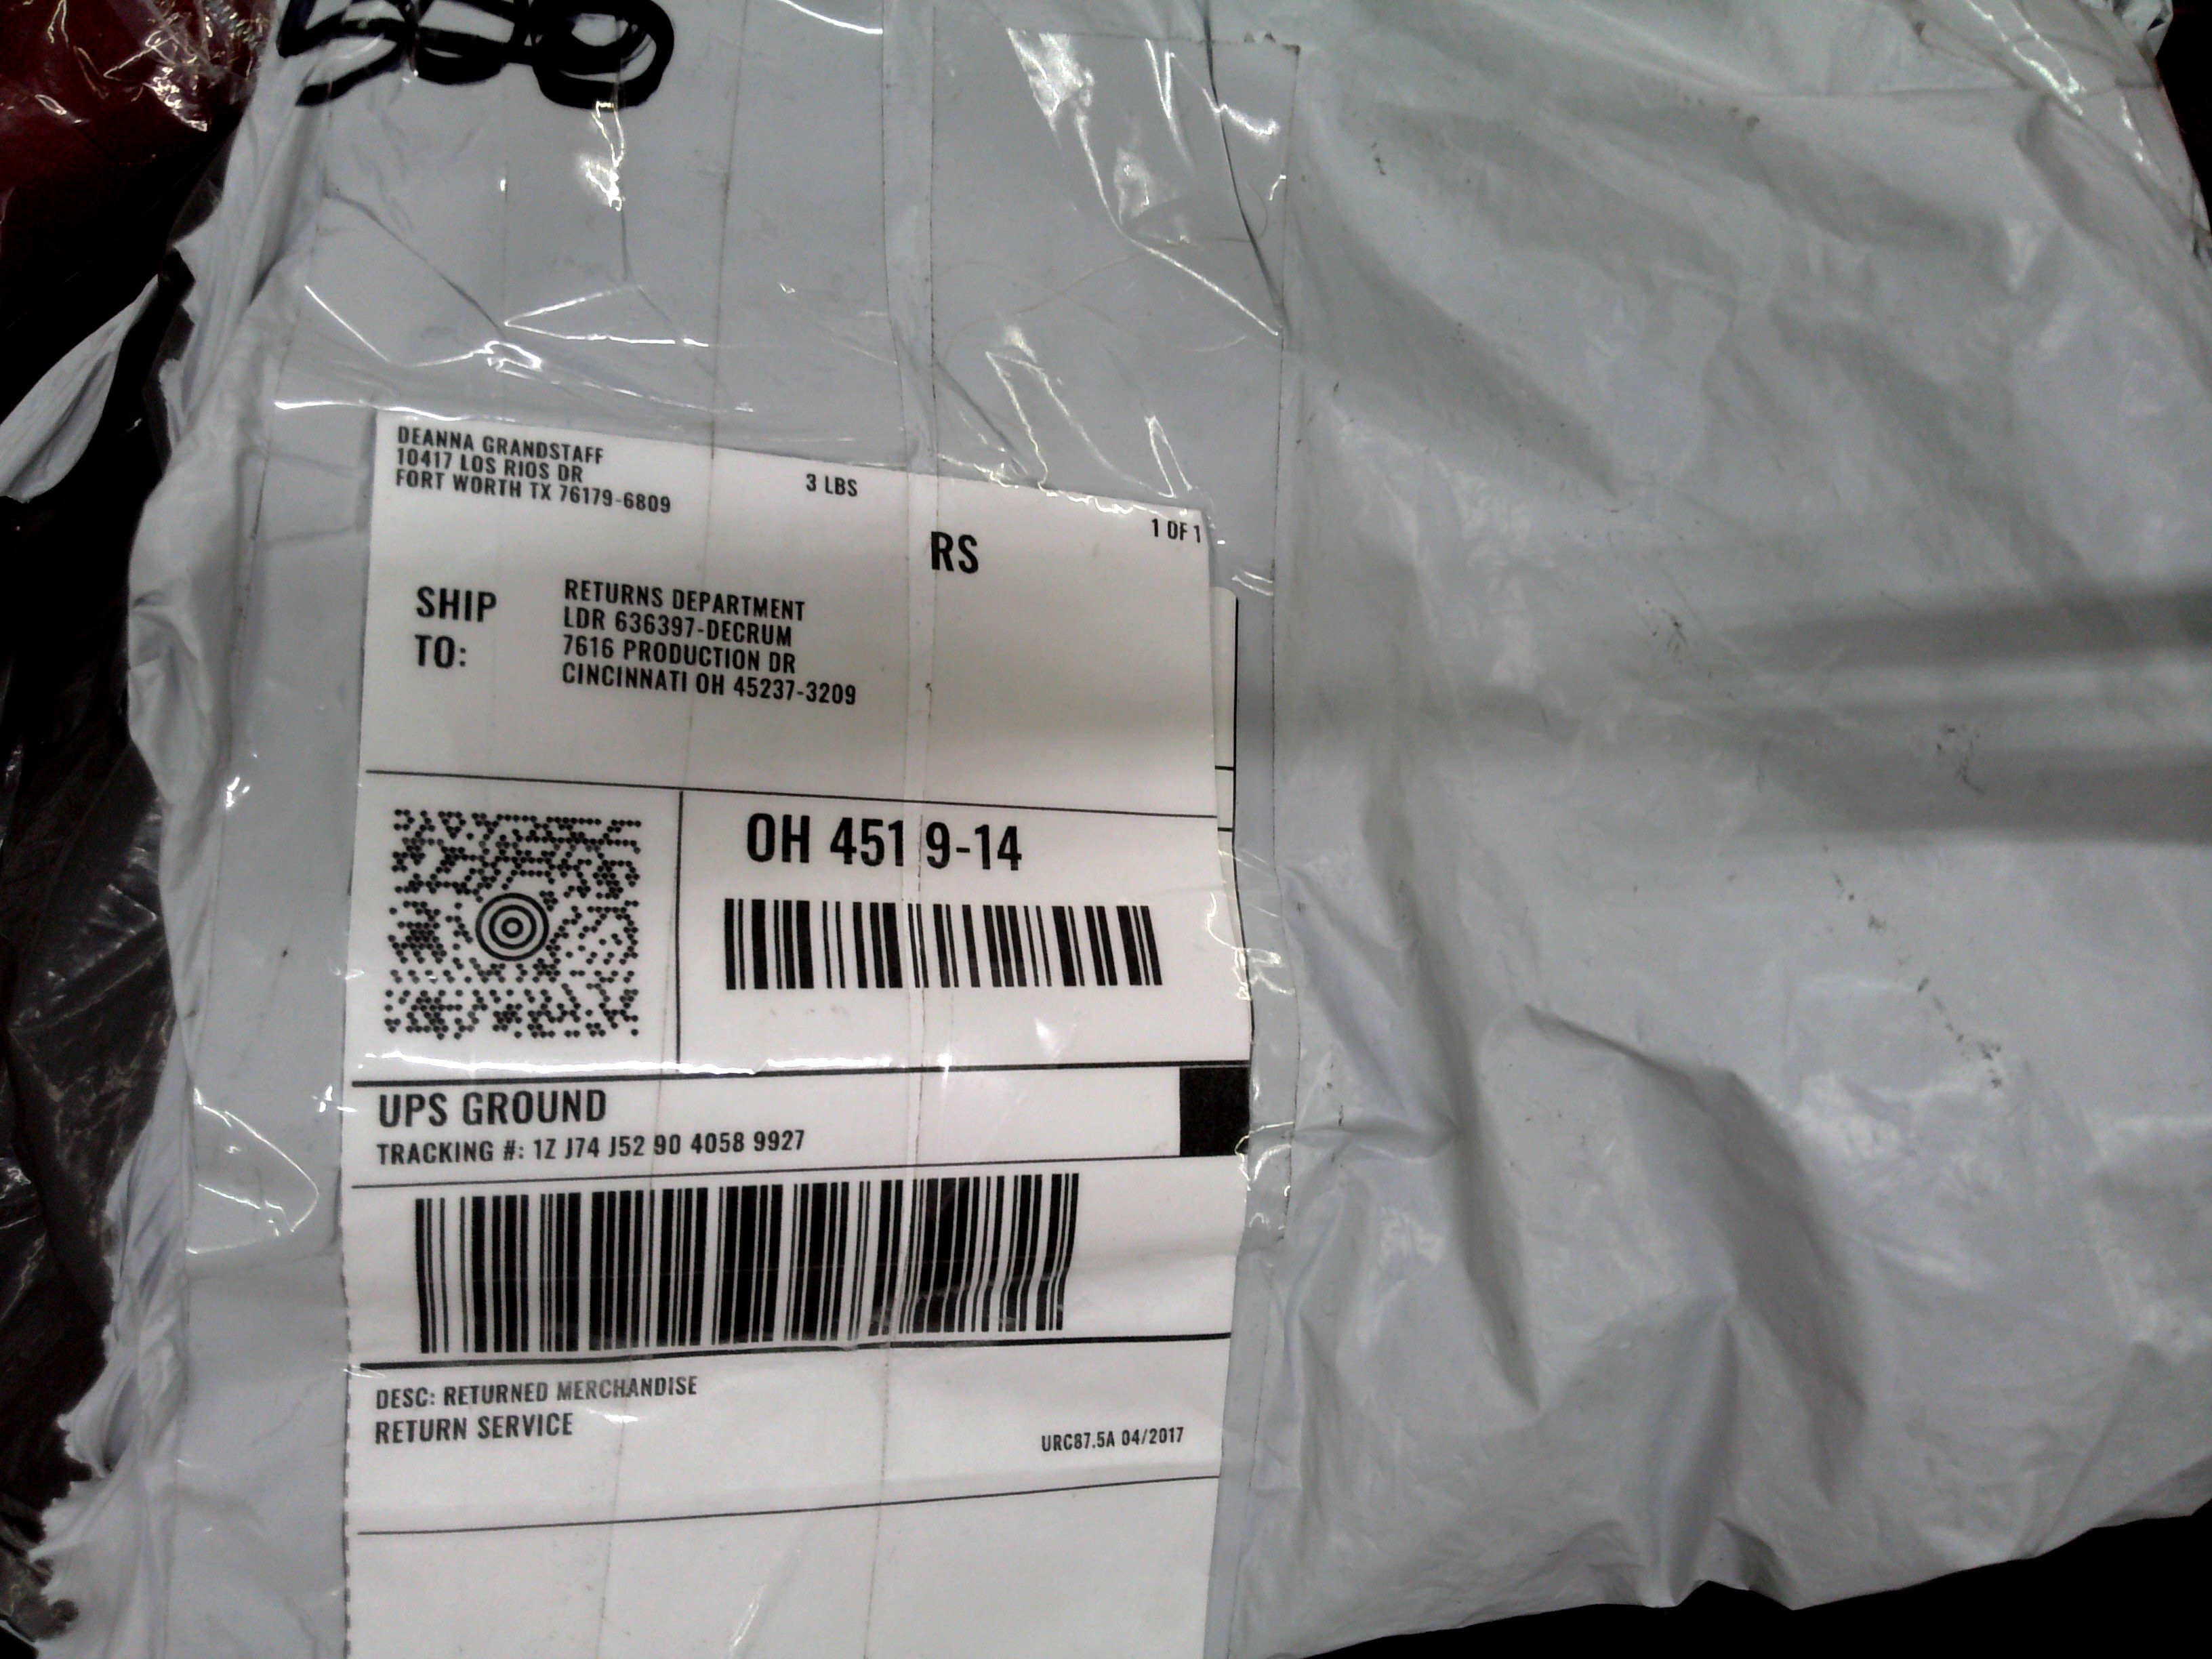 DEANNA GRANDSTAFF
10417 LOS RIOS DR
FORT WORTH TX 76179-6809
3 LBS
1 OF 1
RS
SHIP TO:
RETURNS DEPARTMENT
LDR 636397-DECRUM
7616 PRODUCTION DR
CINCINNATI OH 45237-3209
OH 451 9-14
UPS GROUND
TRACKING #: 1Z J74 J52 90 4058 9927
DESC: RETURNED MERCHANDISE
RETURN SERVICE
URC87.5A 04/2017